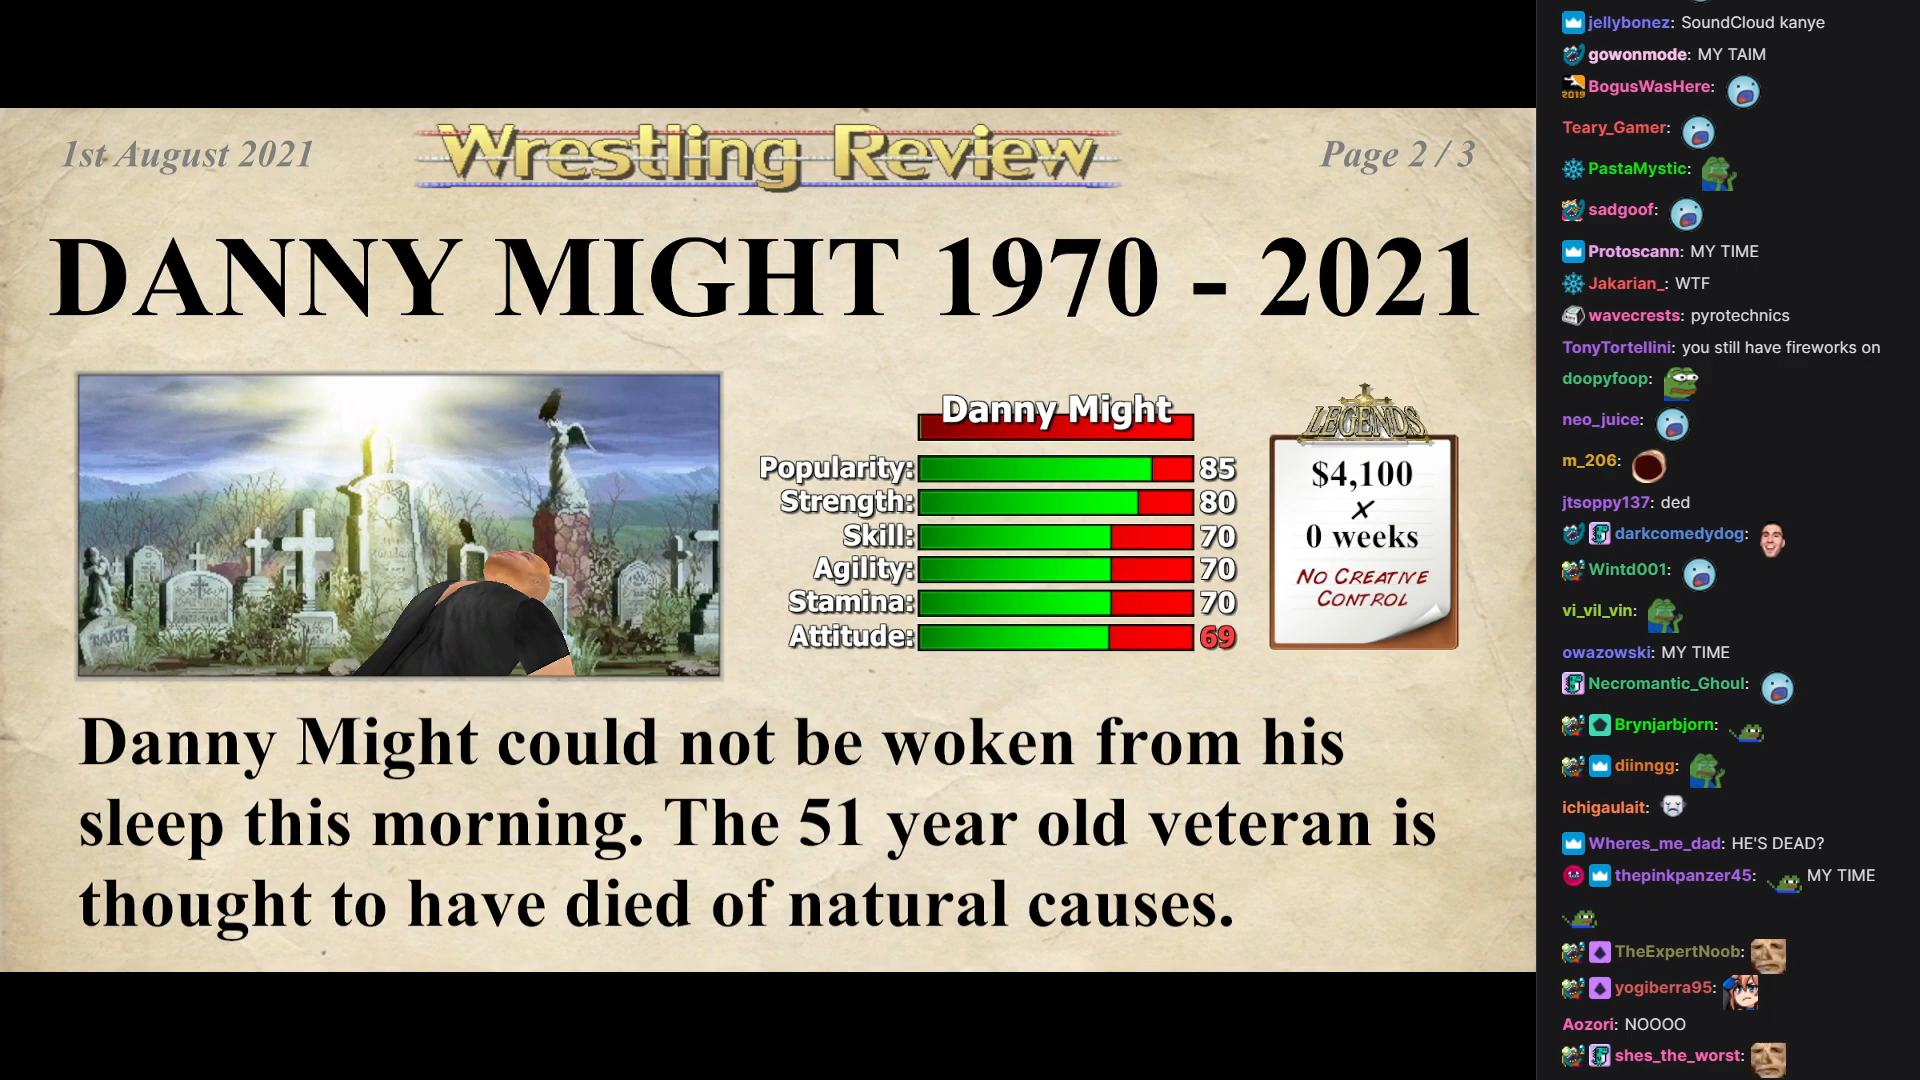 1st August 2021
Wrestling Review
Page 2 / 3
DANNY MIGHT 1970 - 2021
Danny Might
Popularity: 85
Strength: 80
Skill: 70
Agility: 70
Stamina: 70
Attitude: 69
LEGENDS
$4,100
x
0 weeks
NO CREATIVE
CONTROL
Danny Might could not be woken from his
sleep this morning. The 51 year old veteran is
thought to have died of natural causes.
jellybonez: SoundCloud kanye
gowonmode: MY TAIM
2019 BogusWasHere:
Teary_Gamer:
PastaMystic:
sadgoof:
Protoscann: MY TIME
Jakarian_: WTF
wavecrests: pyrotechnics
TonyTortellini: you still have fireworks on
doopyfoop:
neo_juice:
m_206:
jtsoppy137: ded
darkcomedydog:
Wintd001:
vi_vil_vin:
owazowski: MY TIME
Necromantic_Ghoul:
Brynjarbjorn:
diinngg:
ichigaulait:
Wheres_me_dad: HE'S DEAD?
thepinkpanzer45: MY TIME
TheExpertNoob:
yogiberra95:
Aozori: NOOOO
shes_the_worst: